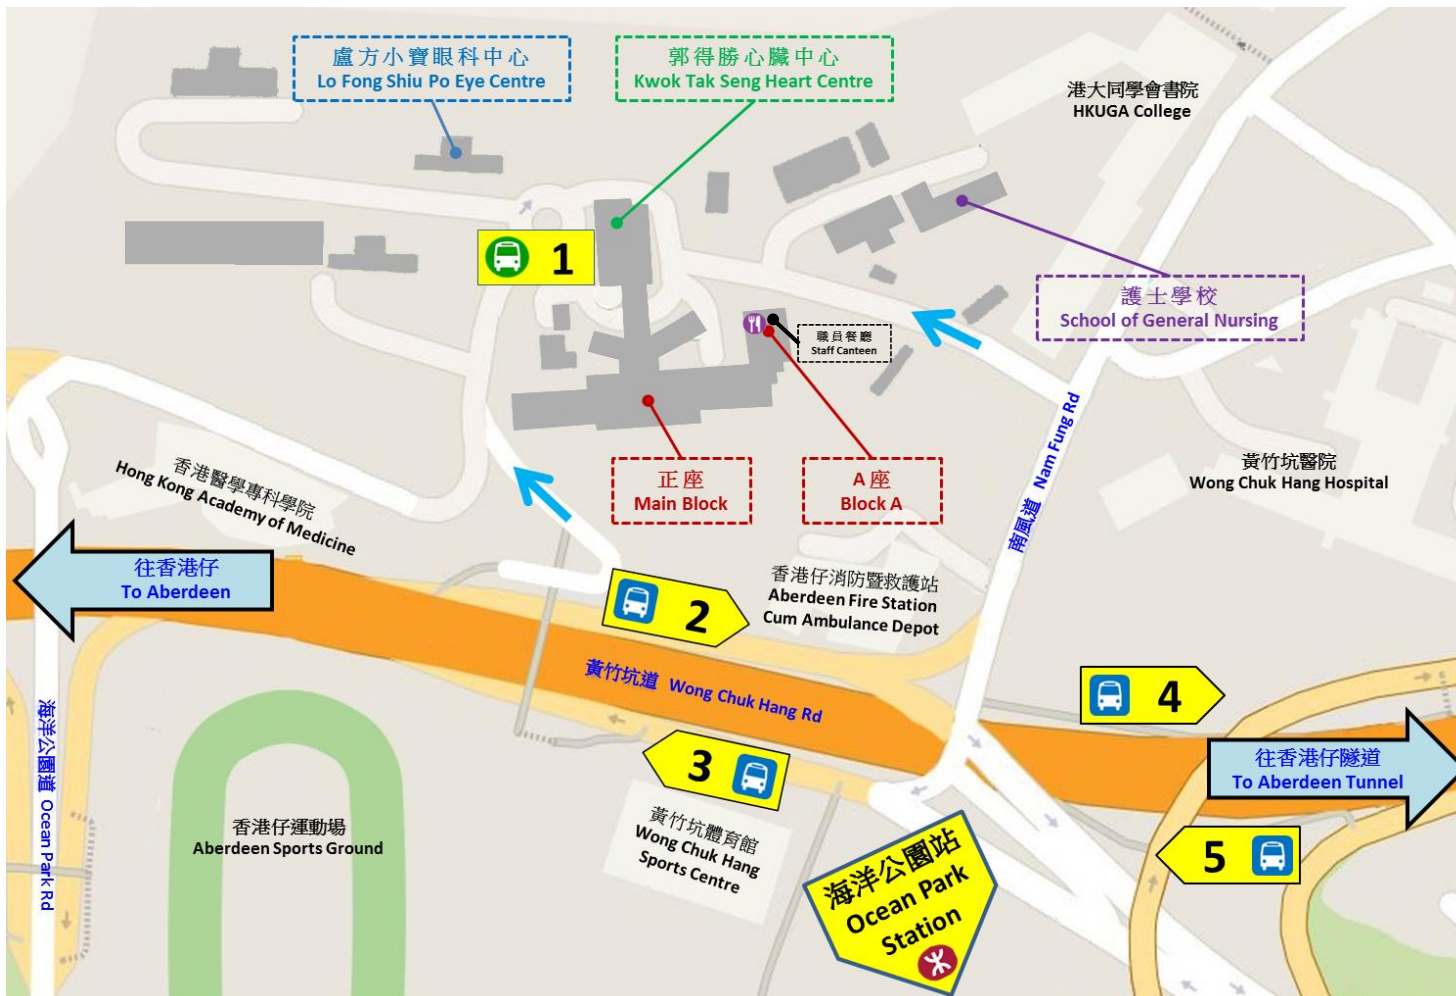 盧方小寶眼科中心
Lo Fong Shiu Po Eye Centre
郭得勝心臟中心
Kwok Tak Seng Heart Centre
港大同學會書院
HKUGA College
1
護士學校
School of General Nursing
職員餐廳
Staff Canteen
正座
Main Block
A座
Block A
南風道 Nam Fung Rd
黃竹坑醫院
Wong Chuk Hang Hospital
香港醫學專科學院
Hong Kong Academy of Medicine
往香港仔
To Aberdeen
2
香港仔消防暨救護站
Aberdeen Fire Station
Cum Ambulance Depot
黃竹坑道 Wong Chuk Hang Rd
4
3
往香港仔隧道
To Aberdeen Tunnel
海洋公園道 Ocean Park Rd
香港仔運動場
Aberdeen Sports Ground
黃竹坑體育館
Wong Chuk Hang
Sports Centre
海洋公園站
Ocean Park
Station
5